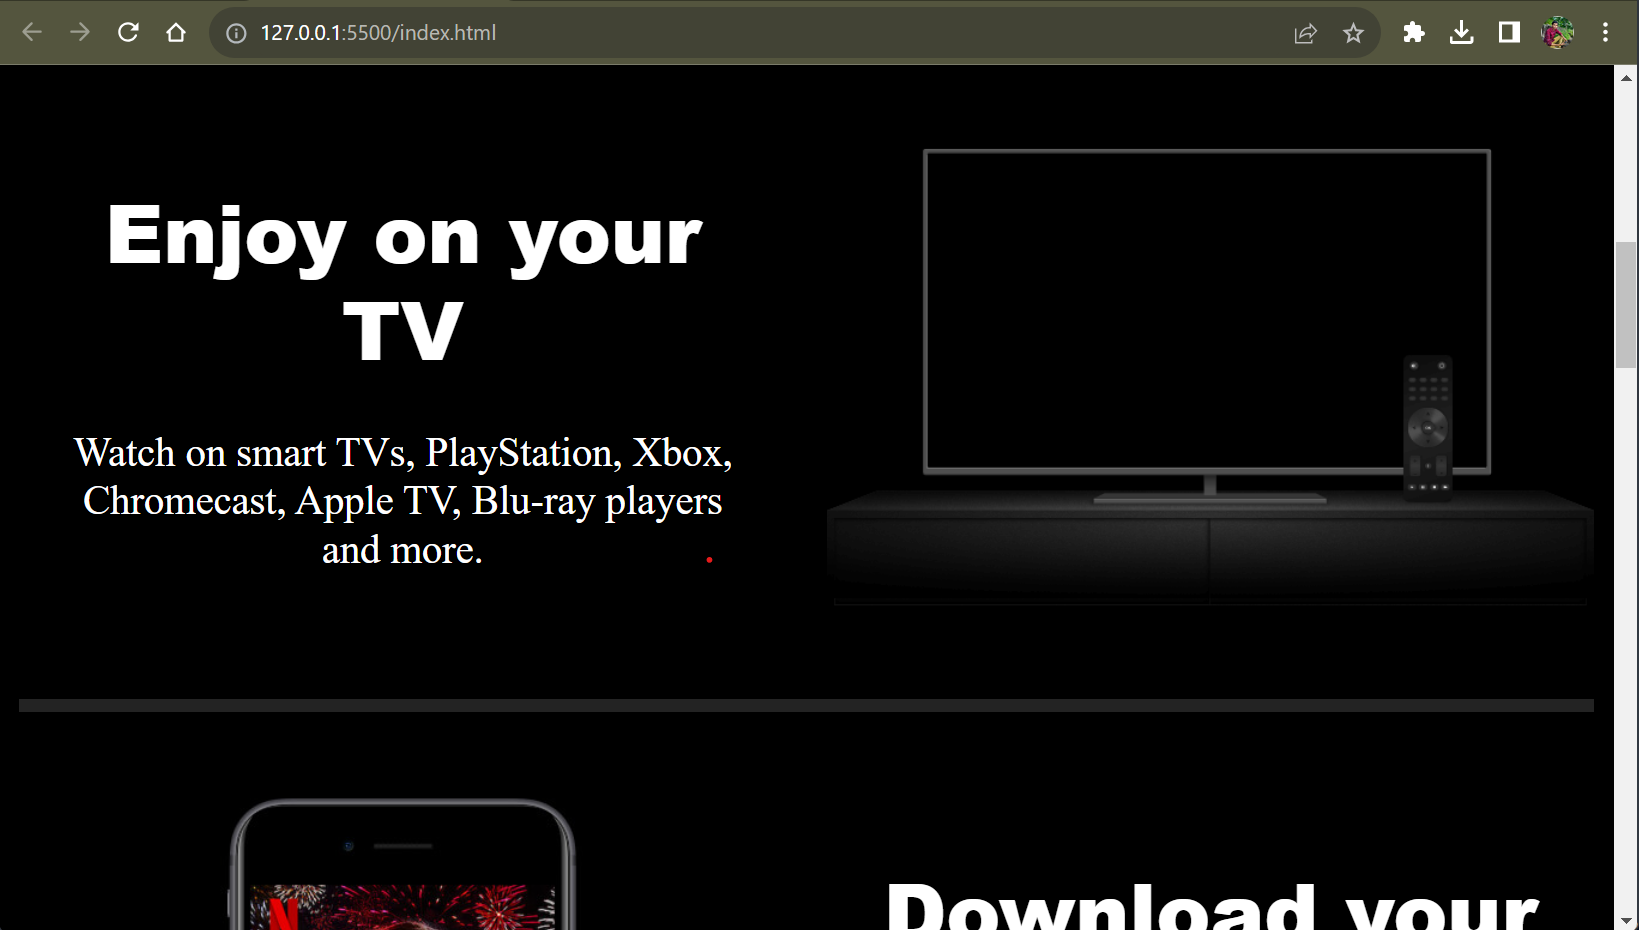 127.0.0.1:5500/index.html
Enjoy on your
TV
Watch on smart TVs, PlayStation, Xbox,
Chromecast, Apple TV, Blu-ray players
and more.
N
Download your